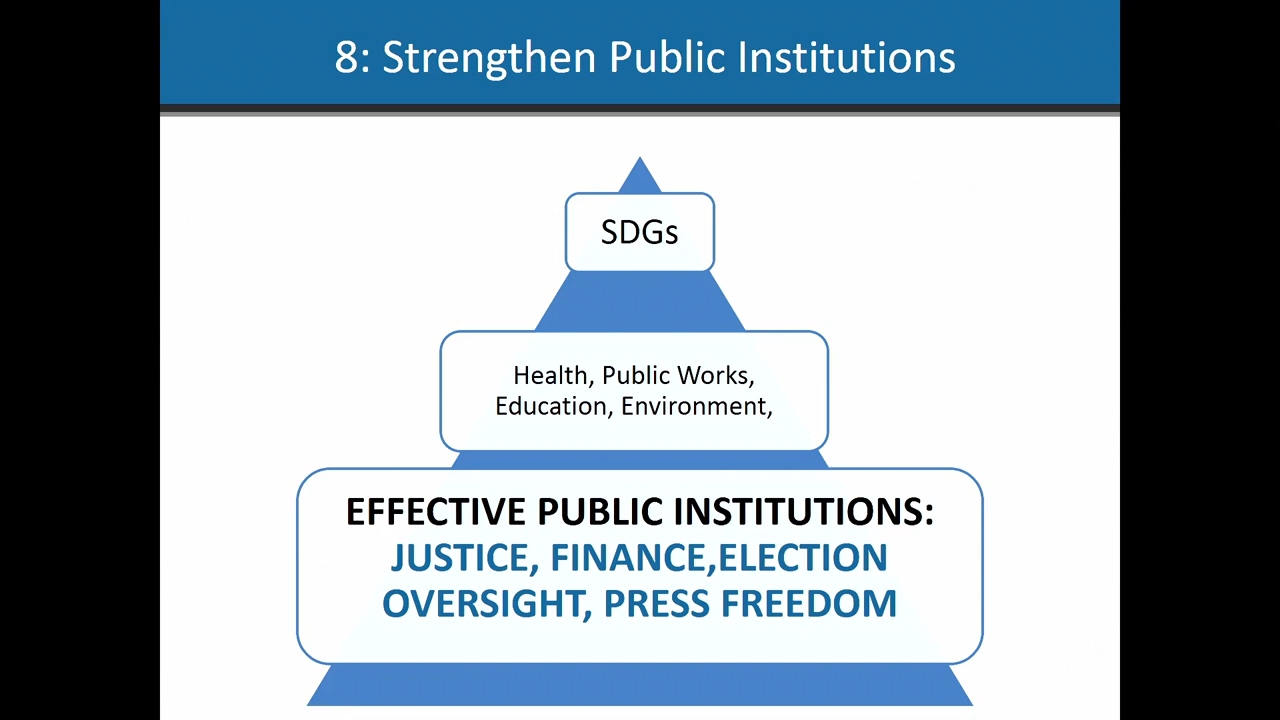 8: Strengthen Public Institutions
SDGs
Health, Public Works,
Education, Environment,
EFFECTIVE PUBLIC INSTITUTIONS:
JUSTICE, FINANCE,ELECTION
OVERSIGHT, PRESS FREEDOM